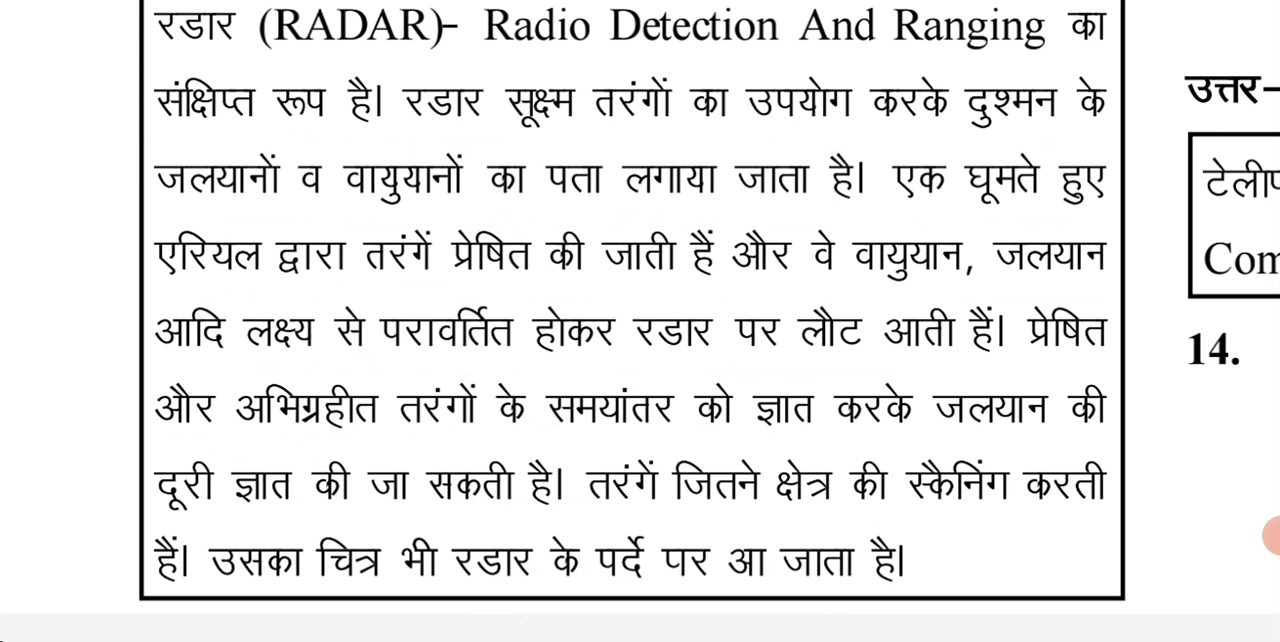 रडार (RADAR)– Radio Detection And Ranging का
संक्षिप्त रूप है। रडार सूक्ष्म तरंगों का उपयोग करके दुश्मन के
जलयानों व वायुयानों का पता लगाया जाता है। एक घूमते हुए
एरियल द्वारा तरंगें प्रेषित की जाती हैं और वे वायुयान, जलयान
आदि लक्ष्य से परावर्तित होकर रडार पर लौट आती हैं। प्रेषित
और अभिग्रहीत तरंगों के समयांतर को ज्ञात करके जलयान की
दूरी ज्ञात की जा सकती है। तरंगें जितने क्षेत्र की स्कैनिंग करती
हैं। उसका चित्र भी रडार के पर्दे पर आ जाता है।
उत्तर–
14.